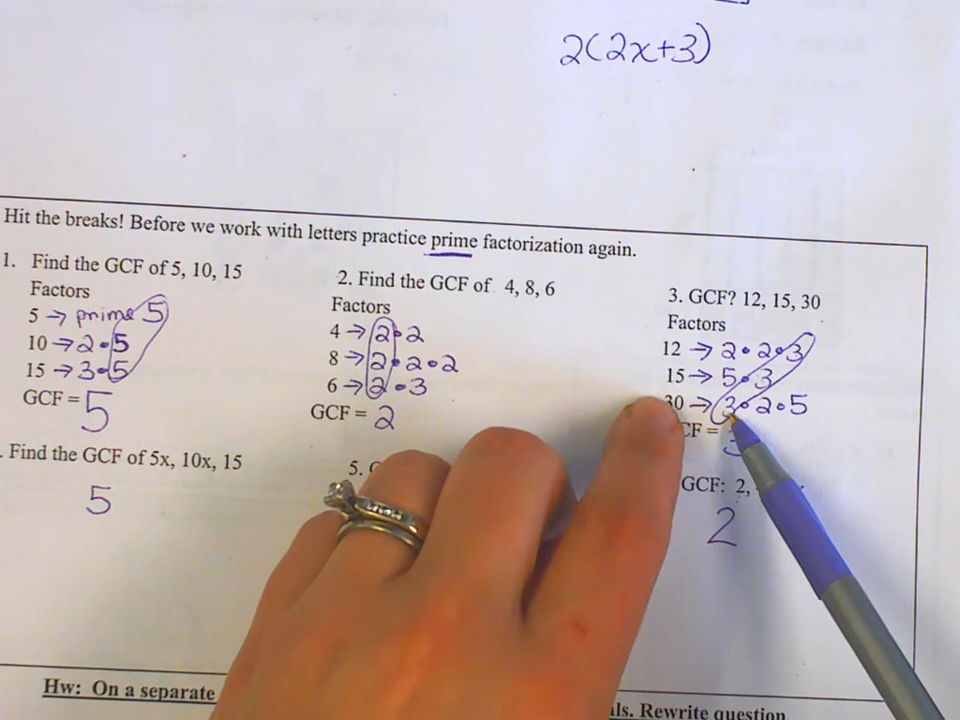 2(2x+3)
Hit the breaks! Before we work with letters practice prime factorization again.
1. Find the GCF of 5, 10, 15
Factors
5 → prime 5
10 → 2•5
15 → 3•5
GCF = 5
2. Find the GCF of 4, 8, 6
Factors
4 → 2•2
8 → 2•2•2
6 → 2•3
GCF = 2
3. GCF? 12, 15, 30
Factors
12 → 2•2•3
15 → 5•3
30 → 3•2•5
CF = 3
. Find the GCF of 5x, 10x, 15
5
5.
GCF: 2,
2
Hw: On a separate
ls. Rewrite question